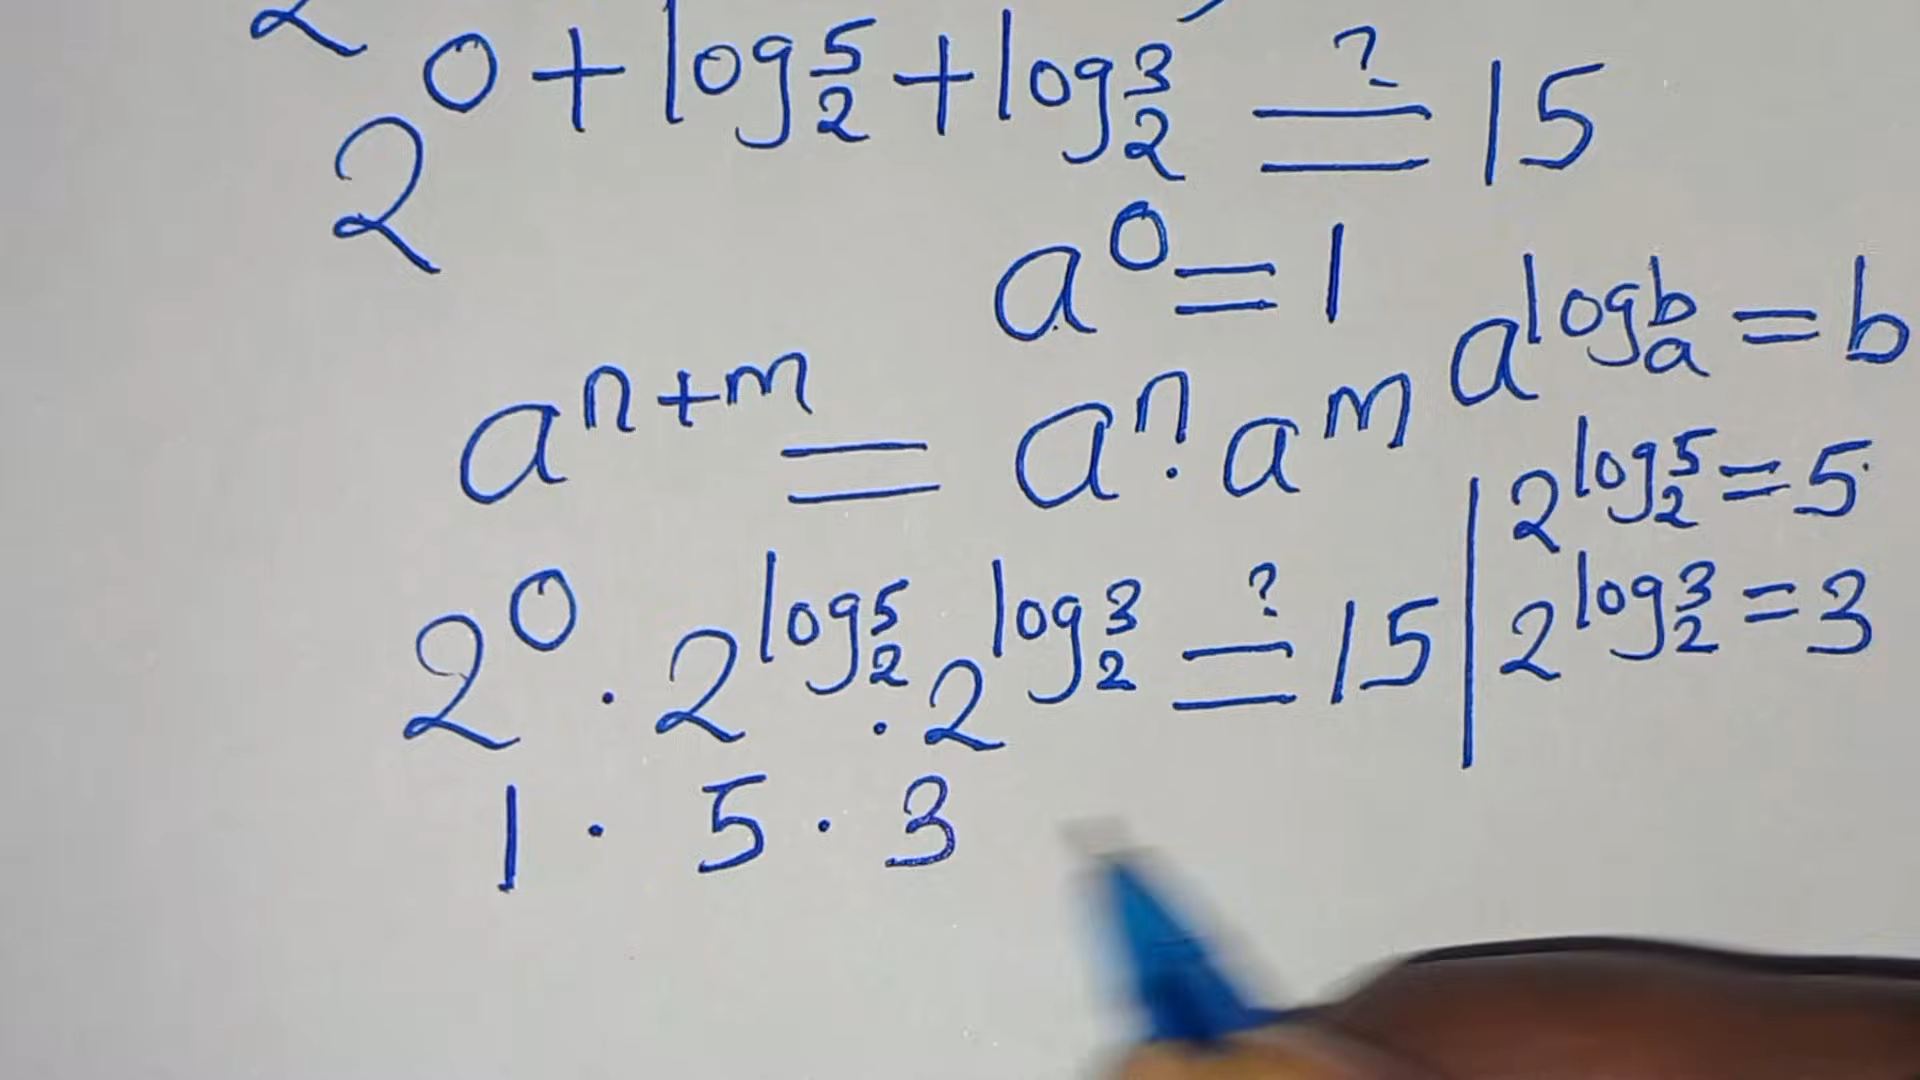 2
2^0 + log_2^5 + log_2^3 =? 15
a^0 = 1
a^log_a^b = b
a^n+m = a^n . a^m
2^log_2^5 = 5
2^0 . 2^log_2^5 . 2^log_2^3 =? 15
2^log_2^3 = 3
1 . 5 . 3